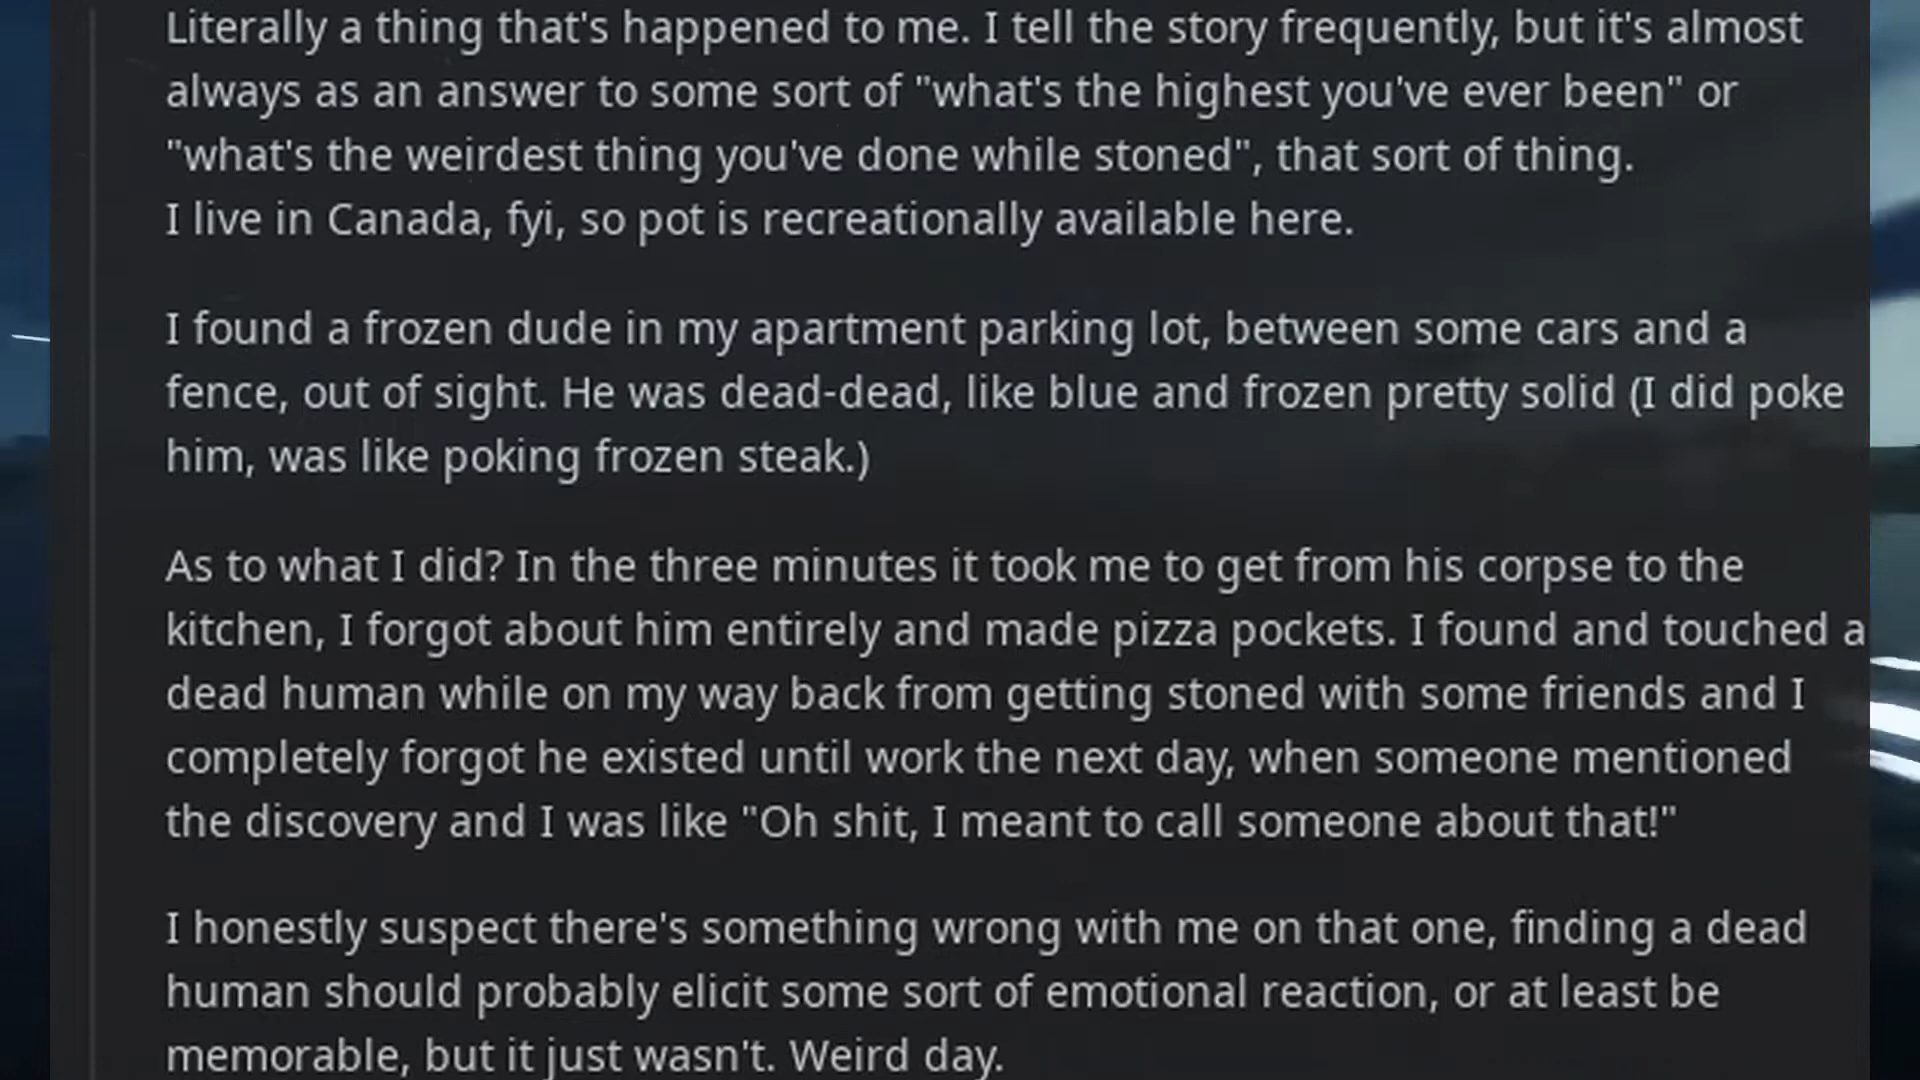 Literally a thing that's happened to me. I tell the story frequently, but it's almost
always as an answer to some sort of "what's the highest you've ever been" or
"what's the weirdest thing you've done while stoned", that sort of thing.
I live in Canada, fyi, so pot is recreationally available here.
I found a frozen dude in my apartment parking lot, between some cars and a
fence, out of sight. He was dead-dead, like blue and frozen pretty solid (I did poke
him, was like poking frozen steak.)
As to what I did? In the three minutes it took me to get from his corpse to the
kitchen, I forgot about him entirely and made pizza pockets. I found and touched a
dead human while on my way back from getting stoned with some friends and I
completely forgot he existed until work the next day, when someone mentioned
the discovery and I was like "Oh shit, I meant to call someone about that!"
I honestly suspect there's something wrong with me on that one, finding a dead
human should probably elicit some sort of emotional reaction, or at least be
memorable, but it just wasn't. Weird day.